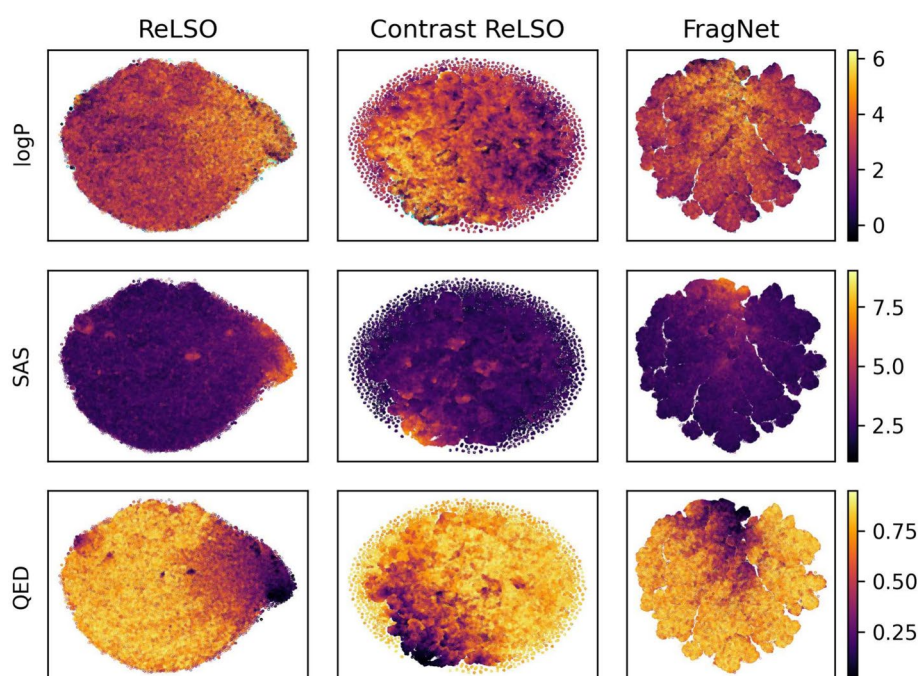 ReLSO Contrast ReLSO FragNet
logP
6
4
2
0
SAS
7.5
5.0
2.5
QED
0.75
0.50
0.25